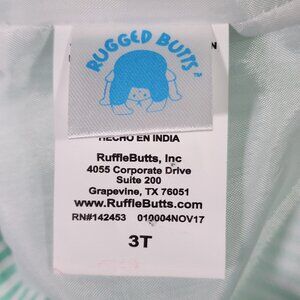 RUGGED BUTTS™
HECHO EN INDIA
RuffleButts, Inc
4055 Corporate Drive
Suite 200
Grapevine, TX 76051
www.RuffleButts.com
RN#142453 010004NOV17
3T